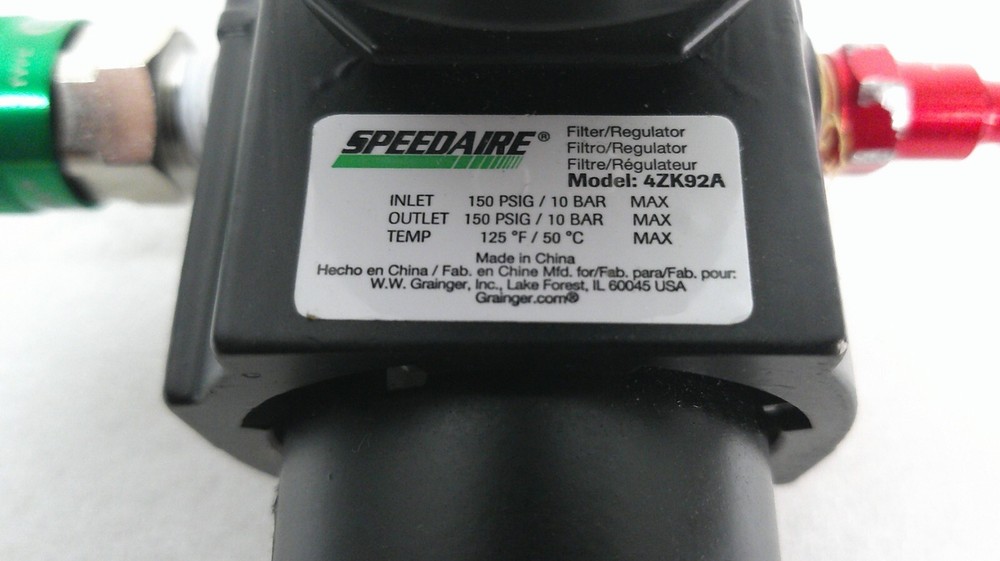 SPEEDAIRE®
Filter/Regulator
Filtro/Regulator
Filtre/Régulateur
Model: 4ZK92A
INLET 150 PSIG / 10 BAR MAX
OUTLET 150 PSIG / 10 BAR MAX
TEMP 125 °F / 50 °C MAX
Made in China
Hecho en China / Fab. en Chine Mfd. for/Fab. para/Fab. pour:
W.W. Grainger, Inc., Lake Forest, IL 60045 USA
Grainger.com®